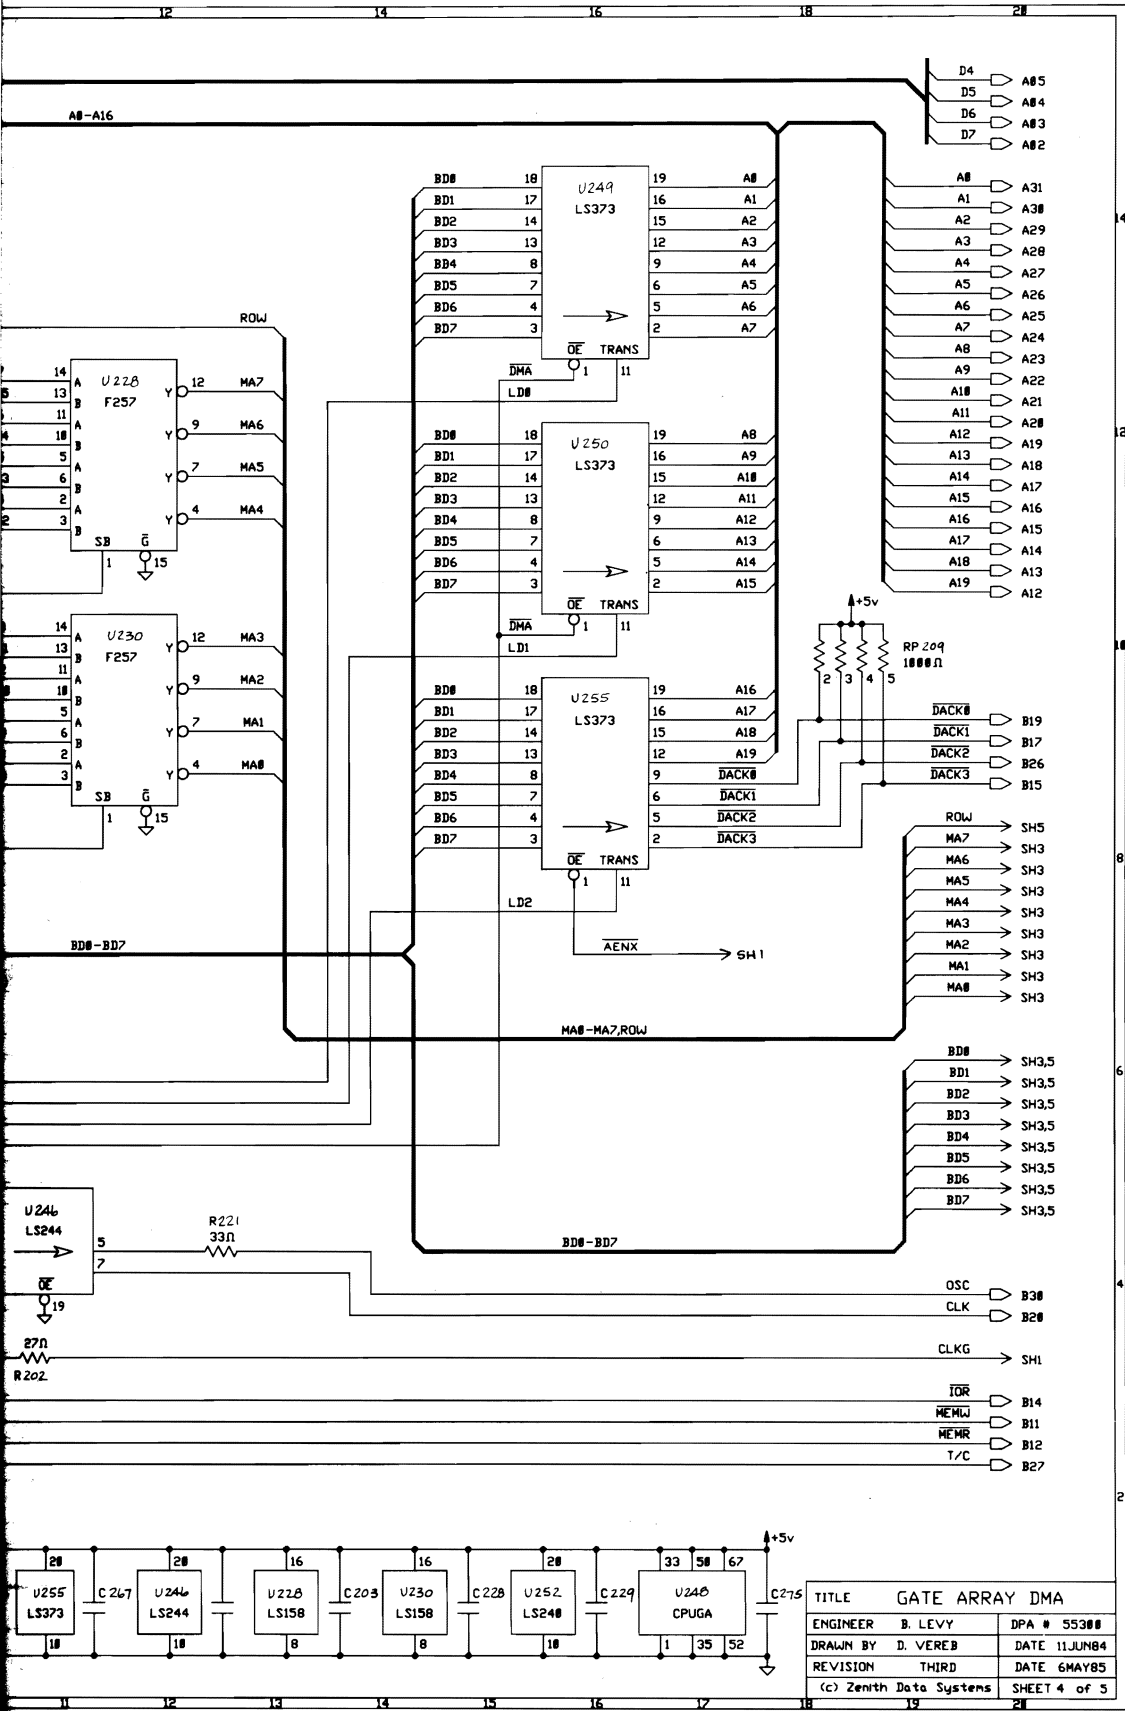 12 14 16 18 20
D4 A05
D5 A04
D6 A03
D7 A02
A0-A16
BD0 18 U249 19 A0
BD1 17 LS373 16 A1
BD2 14 15 A2
BD3 13 12 A3
BD4 8 9 A4
BD5 7 6 A5
BD6 4 5 A6
BD7 3 2 A7
OE TRANS
DMA 1 11
LD0
A0 A31
A1 A30
A2 A29
A3 A28
A4 A27
A5 A26
A6 A25
A7 A24
A8 A23
A9 A22
A10 A21
A11 A20
A12 A19
A13 A18
A14 A17
A15 A16
A16 A15
A17 A14
A18 A13
A19 A12
14
12
10
8
6
4
2
ROW
14 A U228 Y 12 MA7
13 B F257
11 A Y 9 MA6
10 B
5 A Y 7 MA5
6 B
2 A Y 4 MA4
3 B
SB G
1 15
BD0 18 U250 19 A8
BD1 17 LS373 16 A9
BD2 14 15 A10
BD3 13 12 A11
BD4 8 9 A12
BD5 7 6 A13
BD6 4 5 A14
BD7 3 2 A15
OE TRANS
DMA 1 11
LD1
14 A U230 Y 12 MA3
13 B F257
11 A Y 9 MA2
10 B
5 A Y 7 MA1
6 B
2 A Y 4 MA0
3 B
SB G
1 15
+5v
RP209
1000Ω
2 3 4 5
BD0 18 U255 19 A16
BD1 17 LS373 16 A17
BD2 14 15 A18
BD3 13 12 A19
BD4 8 9 DACK0
BD5 7 6 DACK1
BD6 4 5 DACK2
BD7 3 2 DACK3
OE TRANS
1 11
LD2
AENX SH1
DACK0 B19
DACK1 B17
DACK2 B26
DACK3 B15
ROW SH5
MA7 SH3
MA6 SH3
MA5 SH3
MA4 SH3
MA3 SH3
MA2 SH3
MA1 SH3
MA0 SH3
BD0-BD7
MA0-MA7,ROW
BD0 SH3,5
BD1 SH3,5
BD2 SH3,5
BD3 SH3,5
BD4 SH3,5
BD5 SH3,5
BD6 SH3,5
BD7 SH3,5
BD0-BD7
U246
LS244
5
7
OE
19
R221
33Ω
OSC B30
CLK B20
27Ω
R202
CLKG SH1
IOR B14
MEMW B11
MEMR B12
T/C B27
+5v
20 20 16 16 20 33 50 67
U255 C267 U246 U228 C203 U230 C228 U252 C229 U248 C275
LS373 LS244 LS158 LS158 LS240 CPUGA
10 10 8 8 10 1 35 52
TITLE GATE ARRAY DMA
ENGINEER B. LEVY DPA # 55300
DRAWN BY D. VEREB DATE 11JUN84
REVISION THIRD DATE 6MAY85
(c) Zenith Data Systems SHEET 4 of 5
11 12 13 14 15 16 17 19 20